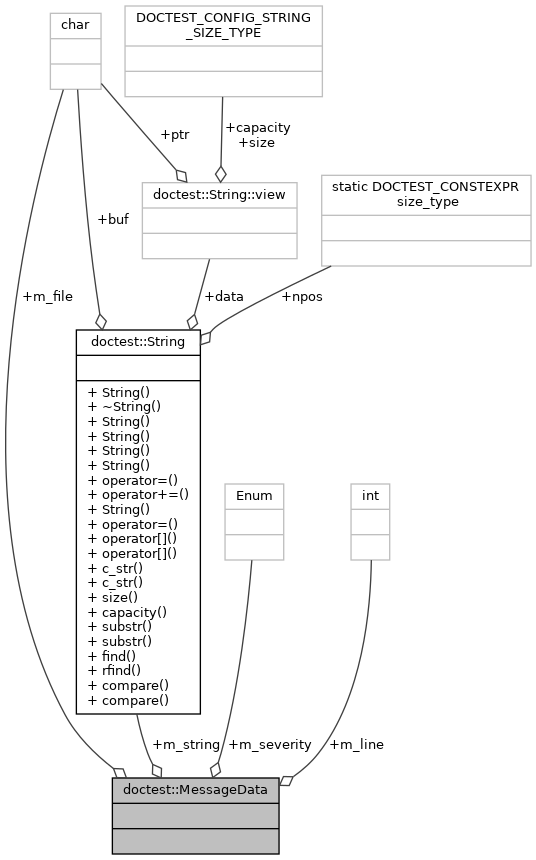 char
DOCTEST_CONFIG_STRING
_SIZE_TYPE
+ptr
+capacity
+size
doctest::String::view
static DOCTEST_CONSTEXPR
size_type
+buf
+m_file
+data
+npos
doctest::String
+ String()
+ ~String()
+ String()
+ String()
+ String()
+ String()
+ operator=()
+ operator+=()
+ String()
+ operator=()
+ operator[]()
+ operator[]()
+ c_str()
+ c_str()
+ size()
+ capacity()
+ substr()
+ substr()
+ find()
+ rfind()
+ compare()
+ compare()
Enum
int
+m_string
+m_severity
+m_line
doctest::MessageData